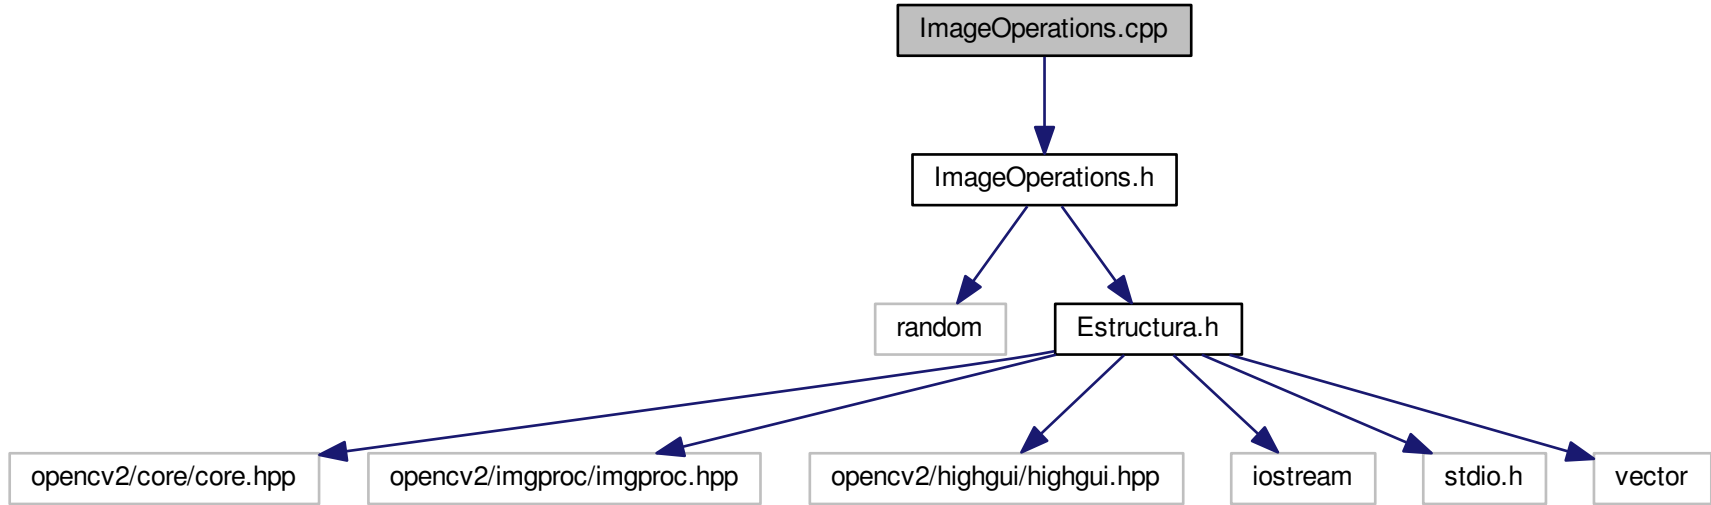 ImageOperations.cpp
ImageOperations.h
random
Estructura.h
opencv2/core/core.hpp
opencv2/imgproc/imgproc.hpp
opencv2/highgui/highgui.hpp
iostream
stdio.h
vector